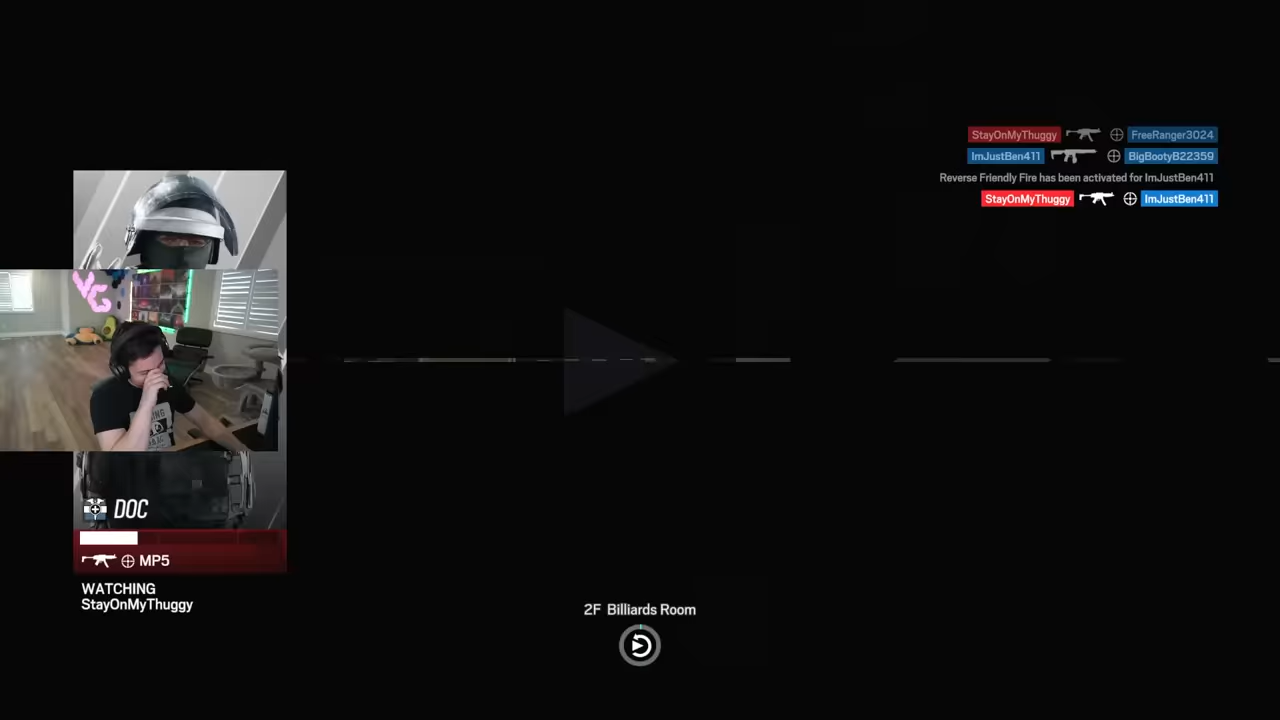 StayOnMyThuggy FreeRanger3024
ImJustBen411 BigBootyB22359
Reverse Friendly Fire has been activated for ImJustBen411
StayOnMyThuggy ImJustBen411
VG
DOC
MP5
WATCHING
StayOnMyThuggy
2F Billiards Room